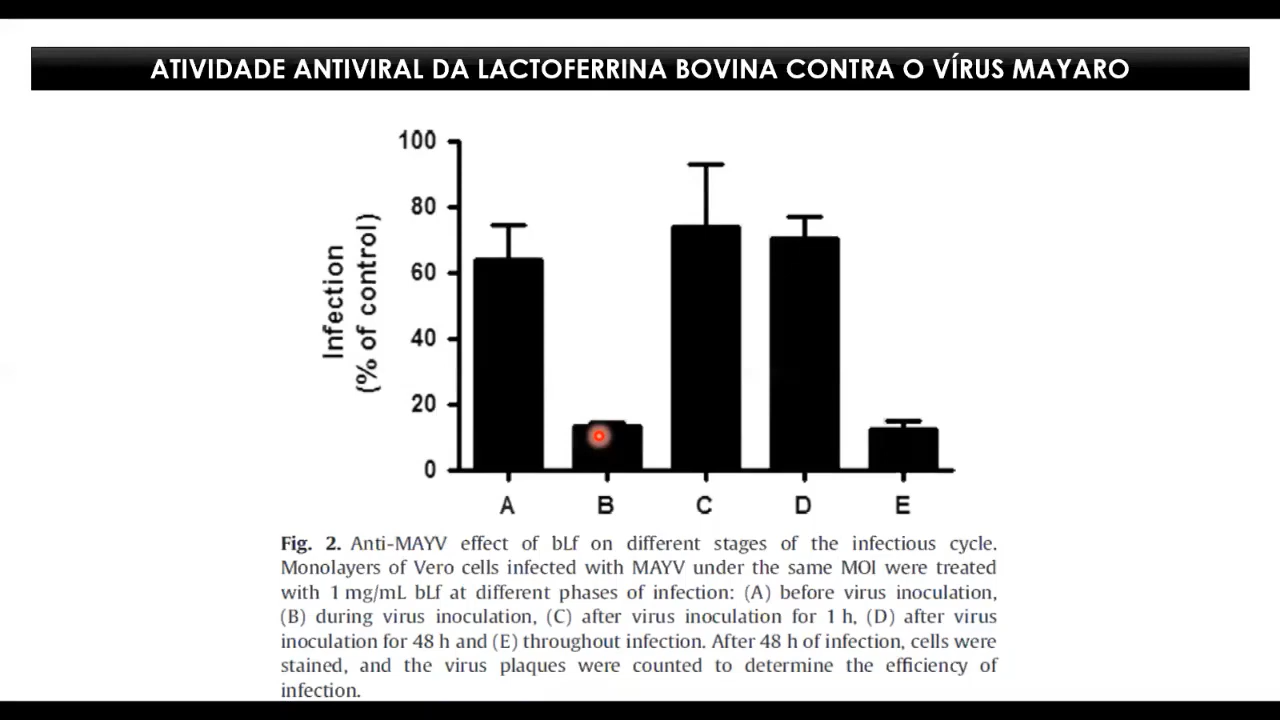 ATIVIDADE ANTIVIRAL DA LACTOFERRINA BOVINA CONTRA O VÍRUS MAYARO
100
80
60
40
20
0
Infection
(% of control)
A B C D E
Fig. 2. Anti-MAYV effect of bLf on different stages of the infectious cycle.
Monolayers of Vero cells infected with MAYV under the same MOI were treated
with 1 mg/mL bLf at different phases of infection: (A) before virus inoculation,
(B) during virus inoculation, (C) after virus inoculation for 1 h, (D) after virus
inoculation for 48 h and (E) throughout infection. After 48 h of infection, cells were
stained, and the virus plaques were counted to determine the efficiency of
infection.